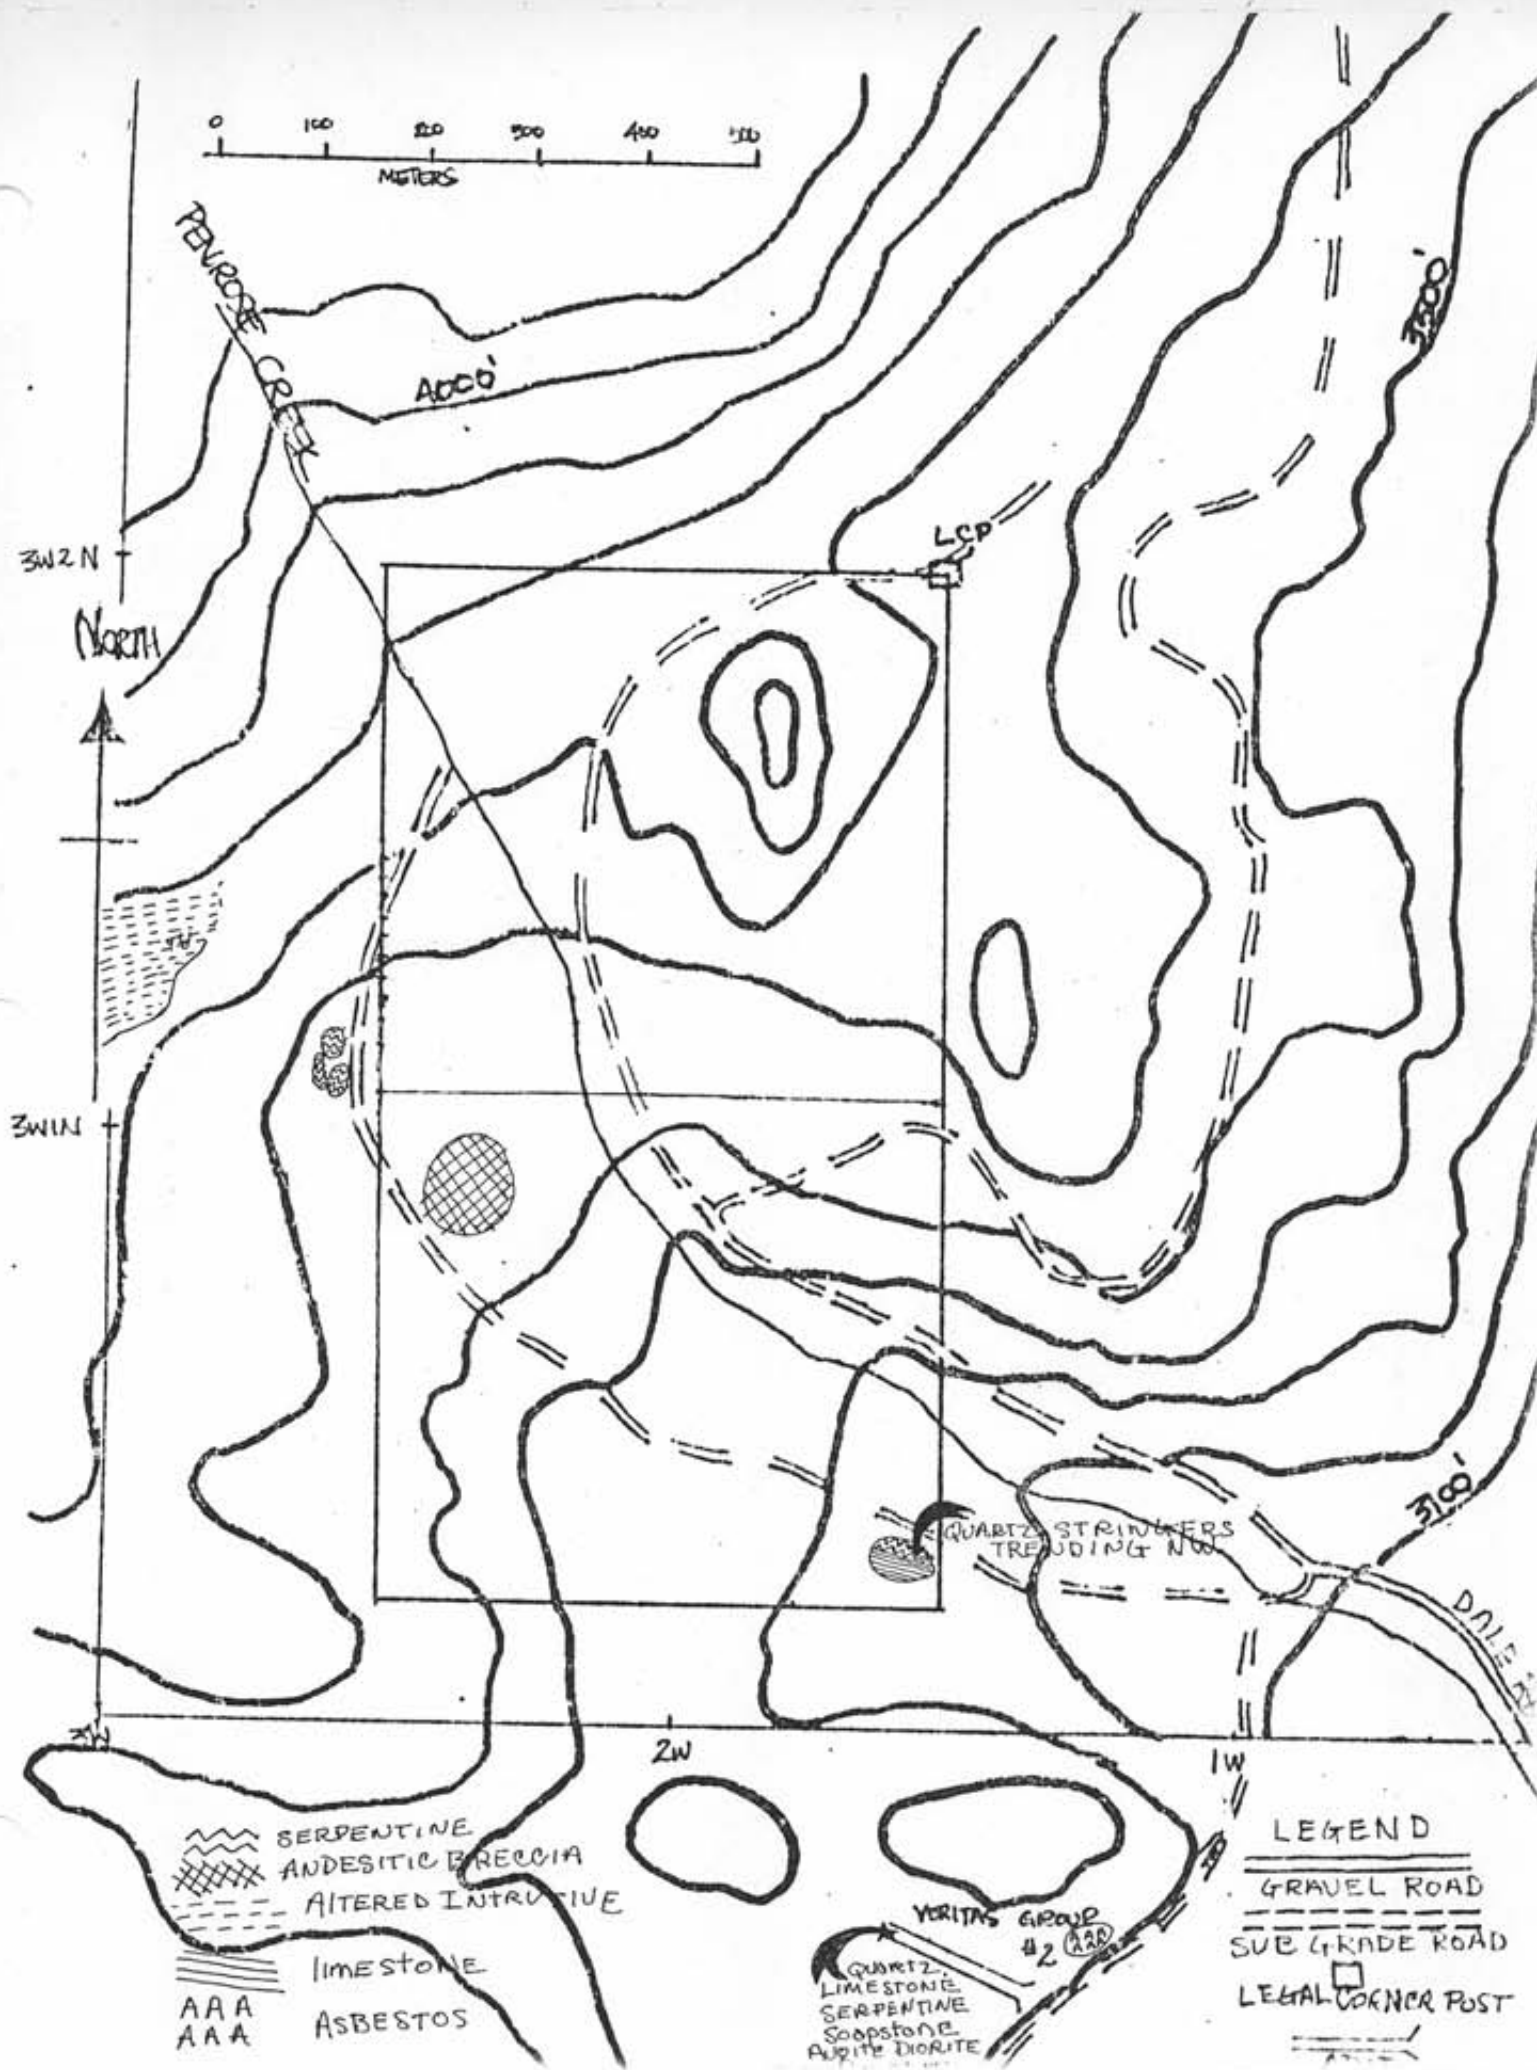 0 100 200 300 400 500
METERS
PENROSE CREEK
4000'
3500'
LCP
3W2N
NORTH
3W1N
3100'
QUARTZ STRINGERS
TRENDING NW
3W
2W
1W
SERPENTINE
ANDESITIC BRECCIA
ALTERED INTRUSIVE
limestone
AAA
AAA
ASBESTOS
VERITAS GROUP
#2 220
QUARTZ
LIMESTONE
SERPENTINE
Soapstone
AUGITE DIORITE
LEGEND
GRAVEL ROAD
SUB GRADE ROAD
LEGAL CORNER POST